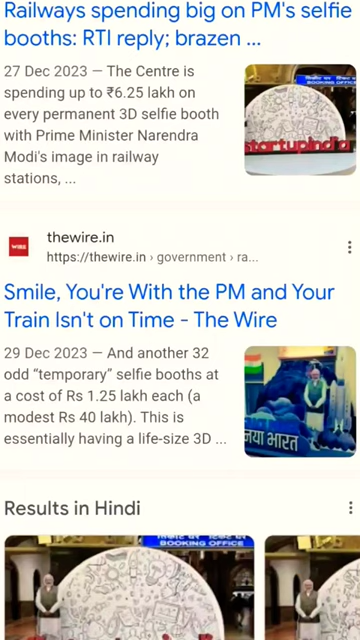 Railways spending big on PM's selfie
booths: RTI reply; brazen ...
27 Dec 2023 — The Centre is
spending up to ₹6.25 lakh on
every permanent 3D selfie booth
with Prime Minister Narendra
Modi's image in railway
stations, ...
BOOKING OFFICE
startupindia
WIRE
thewire.in
https://thewire.in › government › ra...
Smile, You're With the PM and Your
Train Isn't on Time - The Wire
29 Dec 2023 — And another 32
odd “temporary” selfie booths at
a cost of Rs 1.25 lakh each (a
modest Rs 40 lakh). This is
essentially having a life-size 3D ...
नया भारत
Results in Hindi
BOOKING OFFICE